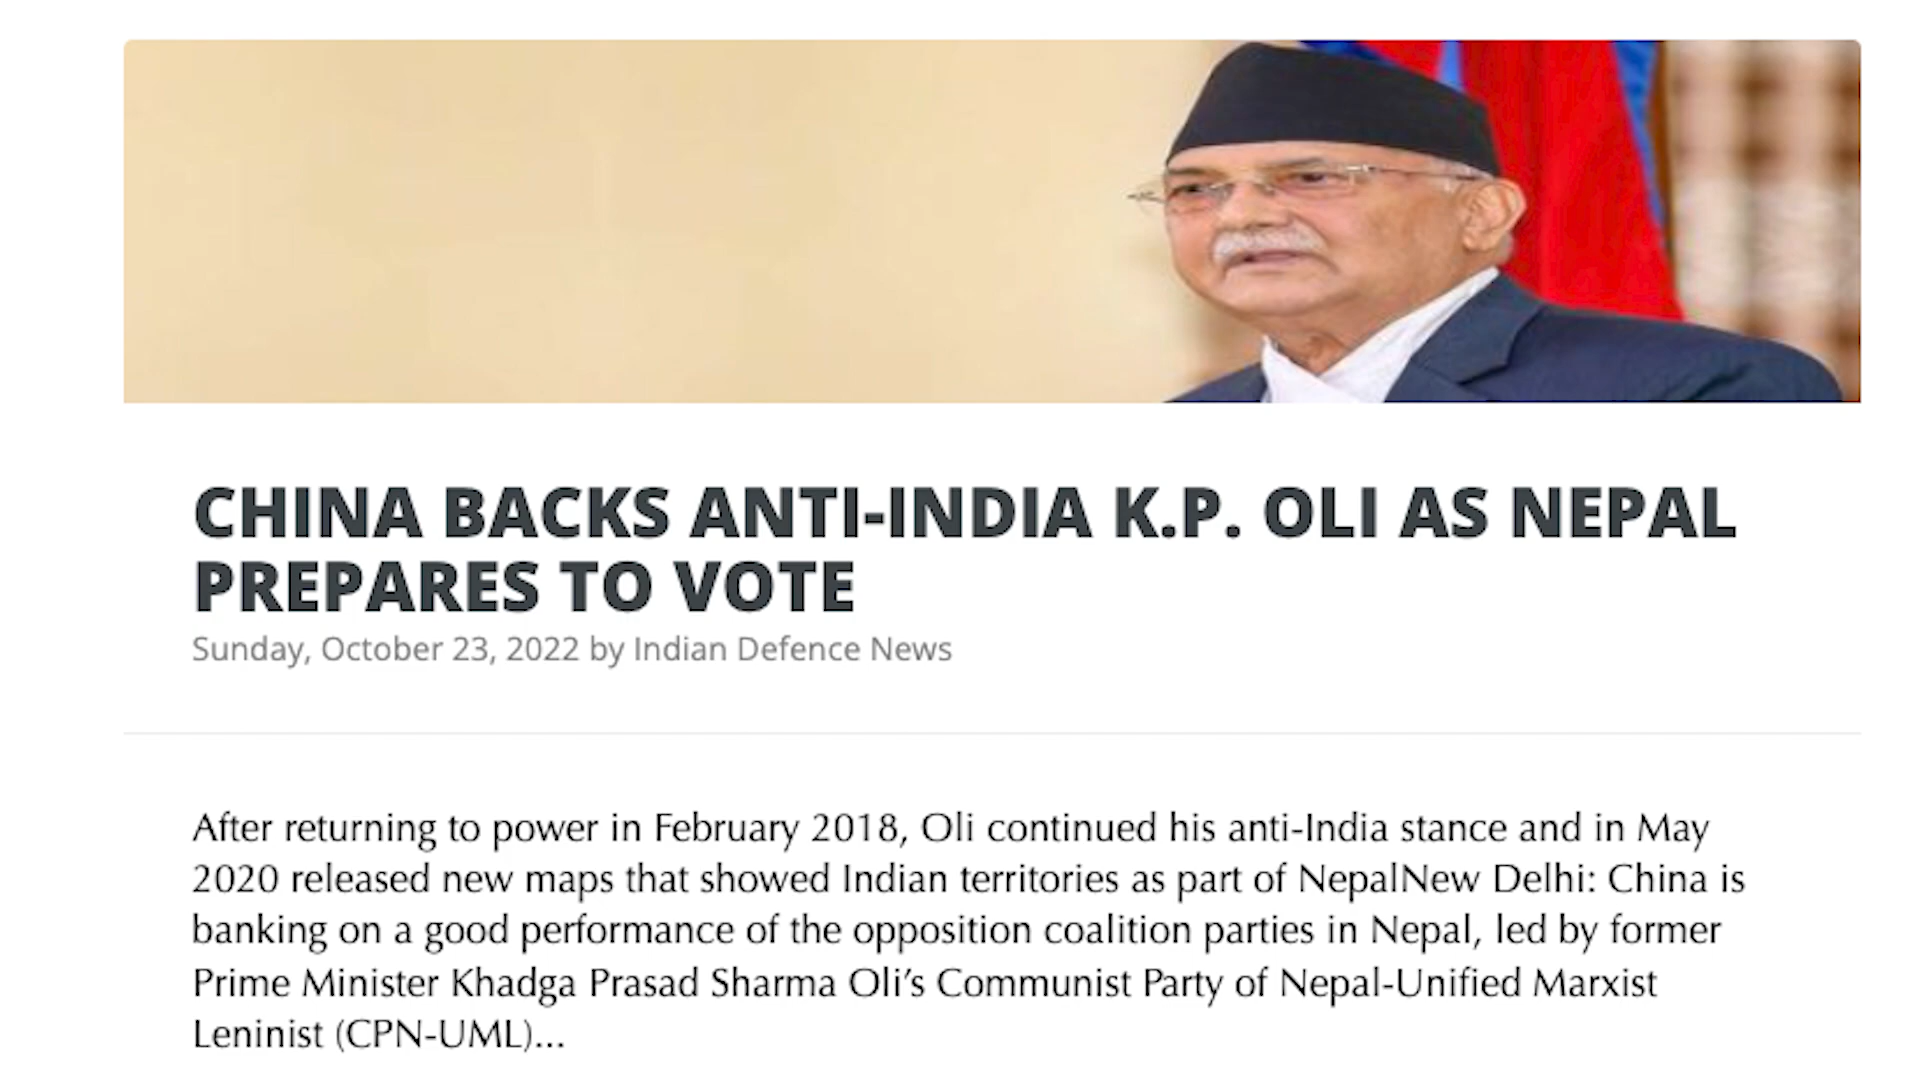 CHINA BACKS ANTI-INDIA K.P. OLI AS NEPAL
PREPARES TO VOTE
Sunday, October 23, 2022 by Indian Defence News
After returning to power in February 2018, Oli continued his anti-India stance and in May
2020 released new maps that showed Indian territories as part of NepalNew Delhi: China is
banking on a good performance of the opposition coalition parties in Nepal, led by former
Prime Minister Khadga Prasad Sharma Oli’s Communist Party of Nepal-Unified Marxist
Leninist (CPN-UML)...